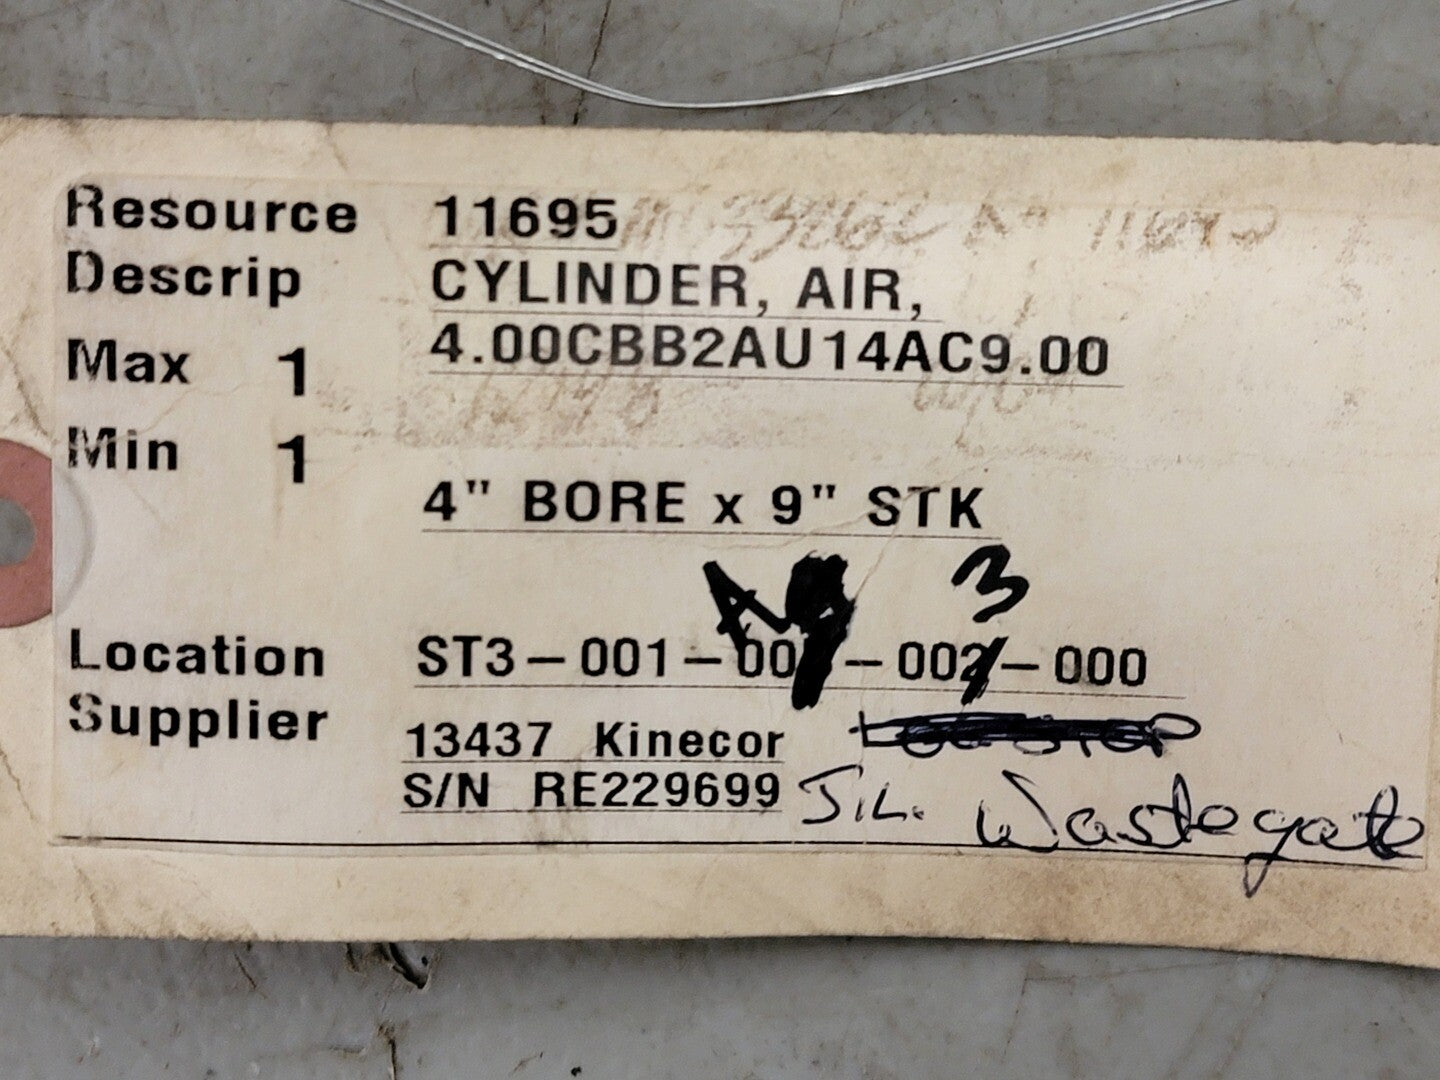 Resource 11695
Descrip CYLINDER, AIR,
Max 1 4.00CBB2AU14AC9.00
Min 1
4" BORE x 9" STK
3
Location ST3-001-00 -002-000
Supplier 13437 Kinecor
S/N RE229699 J.L. Wastegate